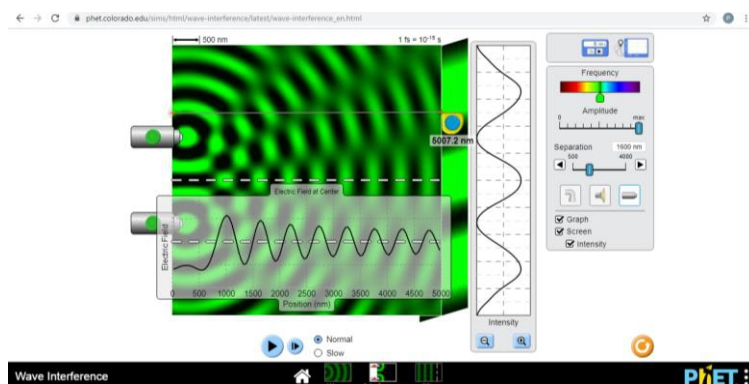 phet.colorado.edu/sims/html/wave-interference/latest/wave-interference_en.html
500 nm
1 fs = 10⁻¹⁵ s
Frequency
Amplitude
0 max
5007.2 nm
Separation 1600 nm
500 4000
Electric Field at Center
Graph
Screen
Intensity
Electric Field
0 500 1000 1500 2000 2500 3000 3500 4000 4500 5000
Position (nm)
Intensity
Normal
Slow
Wave Interference
PhET